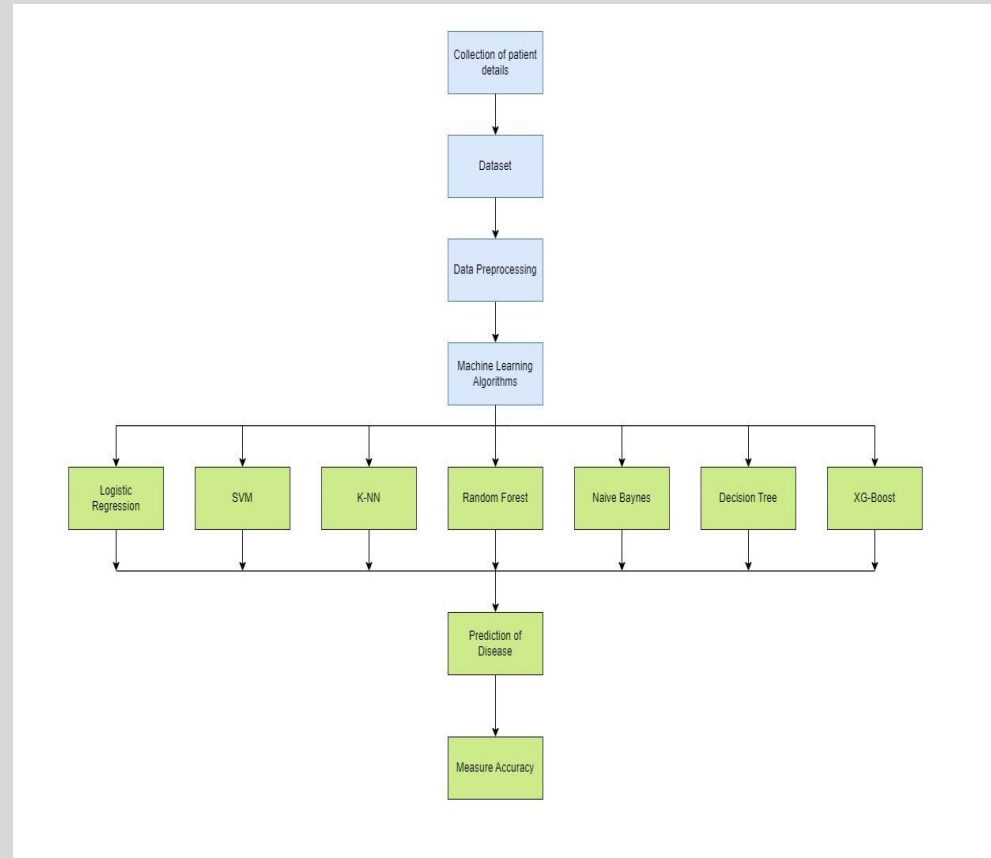 Collection of patient
details
Dataset
Data Preprocessing
Machine Learning
Algorithms
Logistic
Regression
SVM
K-NN
Random Forest
Naive Baynes
Decision Tree
XG-Boost
Prediction of
Disease
Measure Accuracy